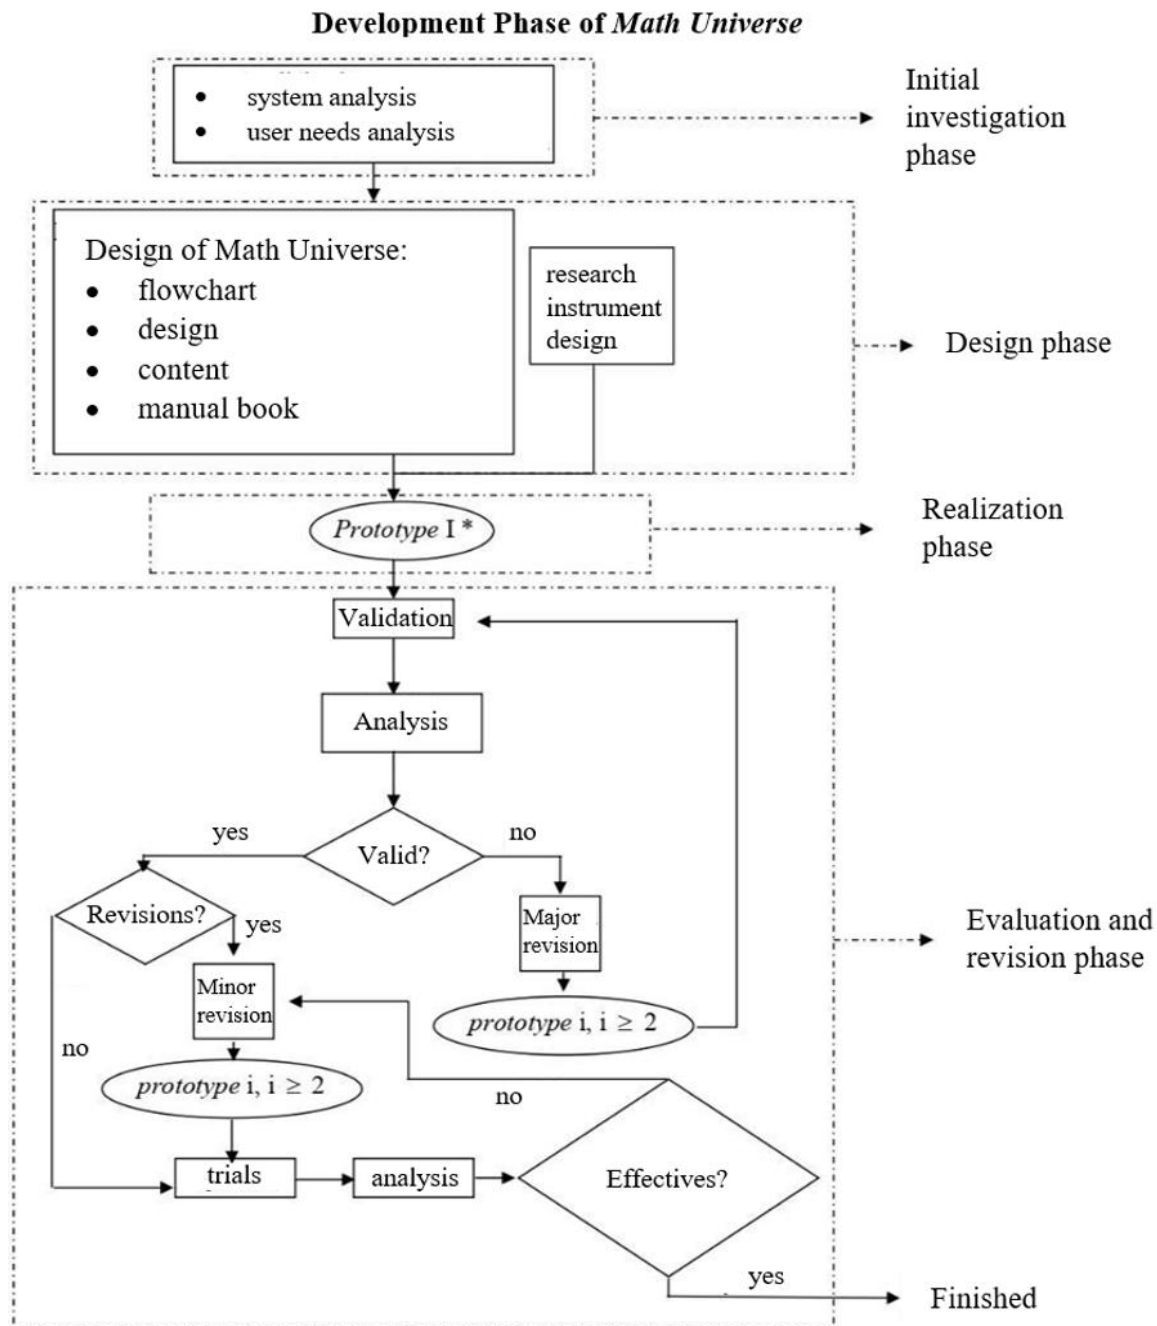 Development Phase of Math Universe
• system analysis
• user needs analysis
Initial
investigation
phase
Design of Math Universe:
• flowchart
• design
• content
• manual book
research
instrument
design
Design phase
Prototype I *
Realization
phase
Validation
Analysis
Valid?
yes
no
Revisions?
yes
no
Major
revision
prototype i, i ≥ 2
Minor
revision
prototype i, i ≥ 2
Evaluation and
revision phase
trials
analysis
Effectives?
no
yes
Finished